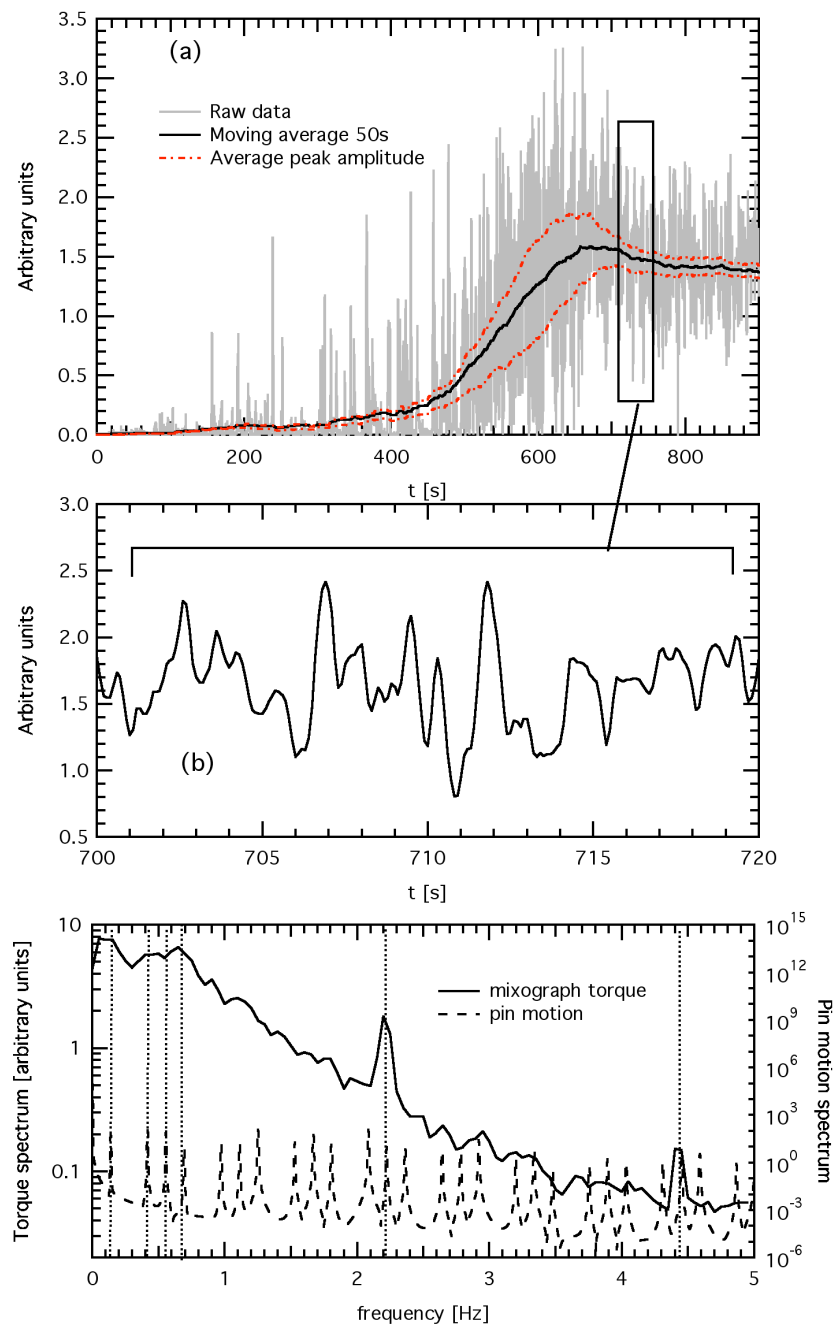 3.5
3.0
2.5
2.0
1.5
1.0
0.5
0.0
Arbitrary units
(a)
Raw data
Moving average 50s
Average peak amplitude
0 200 400 600 800
t [s]
3.0
2.5
2.0
1.5
1.0
0.5
Arbitrary units
(b)
700 705 710 715 720
t [s]
10
1
0.1
Torque spectrum [arbitrary units]
mixograph torque
pin motion
10^15
10^12
10^9
10^6
10^3
10^0
10^-3
10^-6
Pin motion spectrum
0 1 2 3 4 5
frequency [Hz]